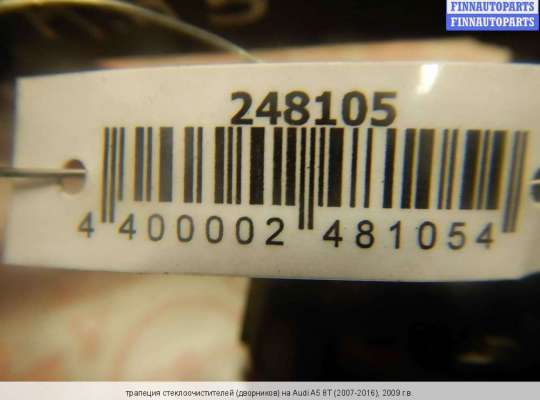 FINNAUTOPARTS
FINNAUTOPARTS
248105
4 400002 481054
трапеция стеклоочистителей (дворников) на Audi A5 8T (2007-2016), 2009 г.в.